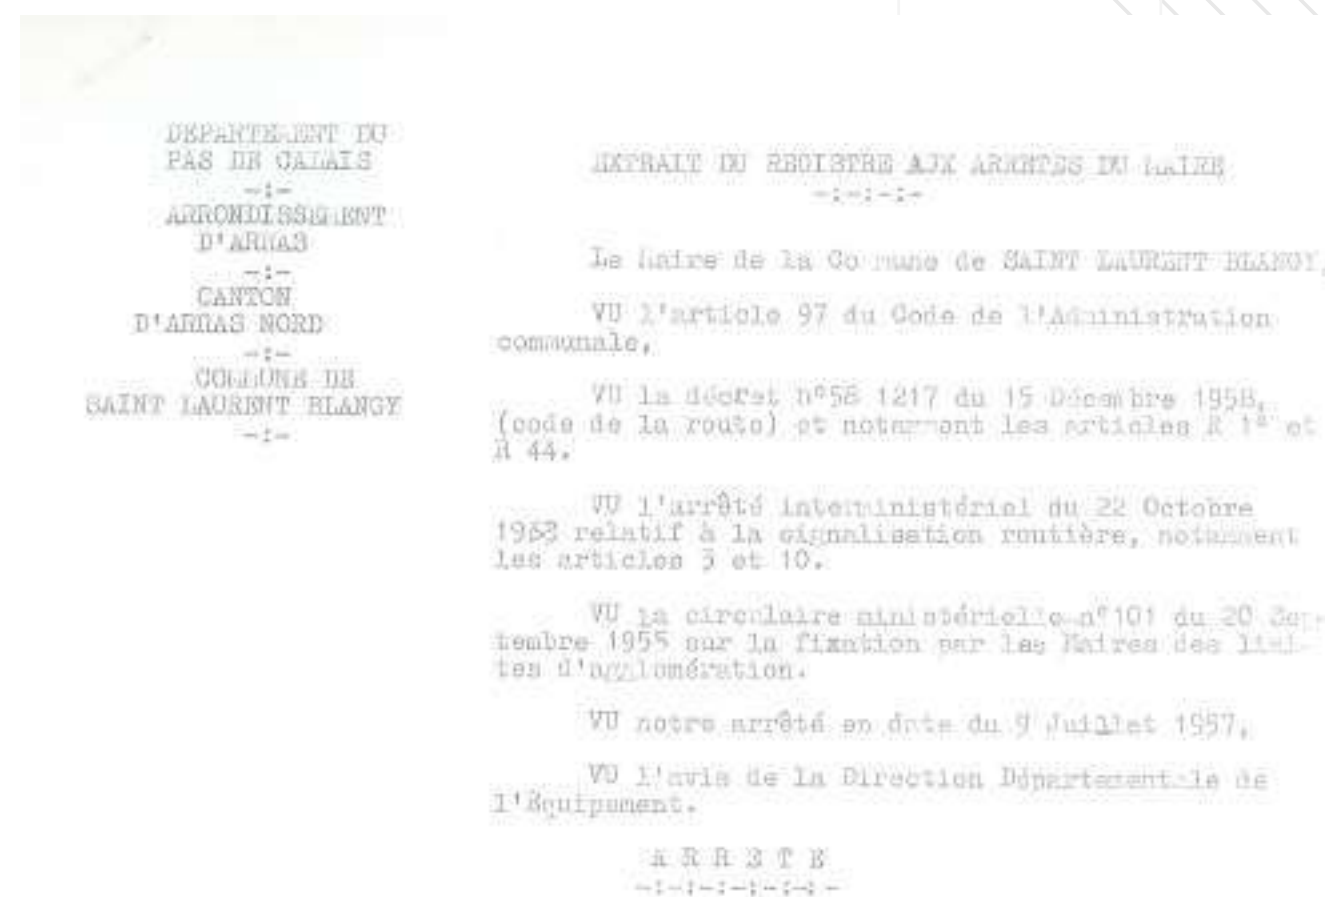 DEPARTEMENT DU
PAS DE CALAIS
-:-
ARRONDISSEMENT
D'ARRAS
-:-
CANTON
D'ARRAS NORD
-:-
COMMUNE DE
SAINT LAURENT BLANGY
-:-
EXTRAIT DU REGISTRE AUX ARRETES DU MAIRE
-:-:-:-
Le Maire de la Commune de SAINT LAURENT BLANGY,
VU l'article 97 du Code de l'Administration
communale,
VU la décret n°58 1217 du 15 Décembre 1958,
(code de la route) et notamment les articles R 1° et
R 44.
VU l'arrêté interministériel du 22 Octobre
1963 relatif à la signalisation routière, notamment
les articles 3 et 10.
VU la circulaire ministérielle n°101 du 20 Sep-
tembre 1955 sur la fixation par les Maires des limi-
tes d'agglomération.
VU notre arrêté en date du 9 Juillet 1957,
VU l'avis de la Direction Départementale de
l'Equipement.
A R R E T E
-:-:-:-:-:-:-